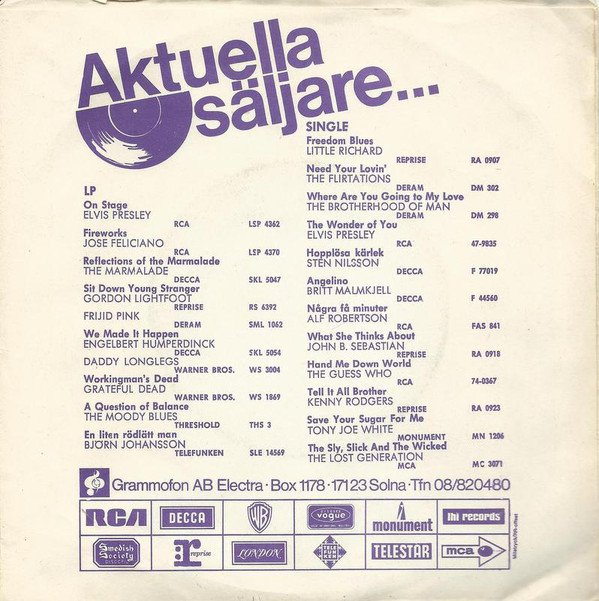 Aktuella
säljare...
LP
On Stage
ELVIS PRESLEY
RCA LSP 4362
Fireworks
JOSE FELICIANO
RCA LSP 4370
Reflections of the Marmalade
THE MARMALADE
DECCA SKL 5047
Sit Down Young Stranger
GORDON LIGHTFOOT
REPRISE RS 6392
FRIJID PINK
DERAM SML 1062
We Made It Happen
ENGELBERT HUMPERDINCK
DECCA SKL 5054
DADDY LONGLEGS
WARNER BROS. WS 3004
Workingman's Dead
GRATEFUL DEAD
WARNER BROS. WS 1869
A Question of Balance
THE MOODY BLUES
THRESHOLD THS 3
En liten rödlätt man
BJÖRN JOHANSSON
TELEFUNKEN SLE 14569
SINGLE
Freedom Blues
LITTLE RICHARD
REPRISE RA 0907
Need Your Lovin'
THE FLIRTATIONS
DERAM DM 302
Where Are You Going to My Love
THE BROTHERHOOD OF MAN
DERAM DM 298
The Wonder of You
ELVIS PRESLEY
RCA 47-9835
Hopplösa kärlek
STEN NILSSON
DECCA F 77019
Angelino
BRITT MALMKJELL
DECCA F 44560
Några få minuter
ALF ROBERTSON
RCA FAS 841
What She Thinks About
JOHN B. SEBASTIAN
REPRISE RA 0918
Hand Me Down World
THE GUESS WHO
RCA 74-0367
Tell It All Brother
KENNY RODGERS
REPRISE RA 0923
Save Your Sugar For Me
TONY JOE WHITE
MONUMENT MN 1206
The Sly, Slick And The Wicked
THE LOST GENERATION
MCA MC 3071
Grammofon AB Electra · Box 1178 · 17123 Solna · Tfn 08/820480
RCA DECCA WB vogue monument lhi records
Swedish Society DISCOFIL r reprise LONDON TELEFUNKEN TELESTAR mca